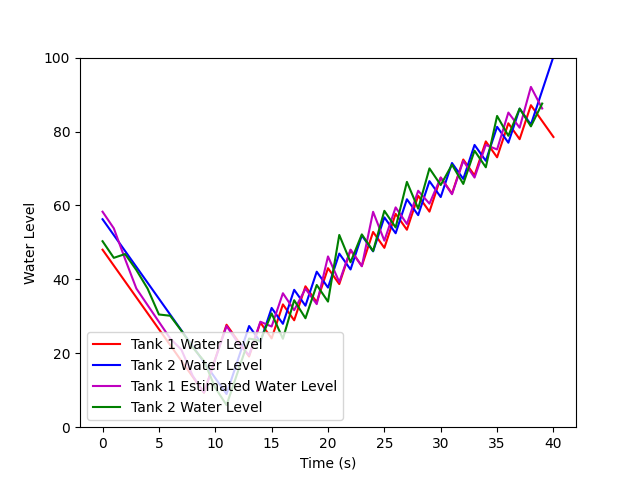 100
80
60
40
20
0
Water Level
Tank 1 Water Level
Tank 2 Water Level
Tank 1 Estimated Water Level
Tank 2 Water Level
0 5 10 15 20 25 30 35 40
Time (s)